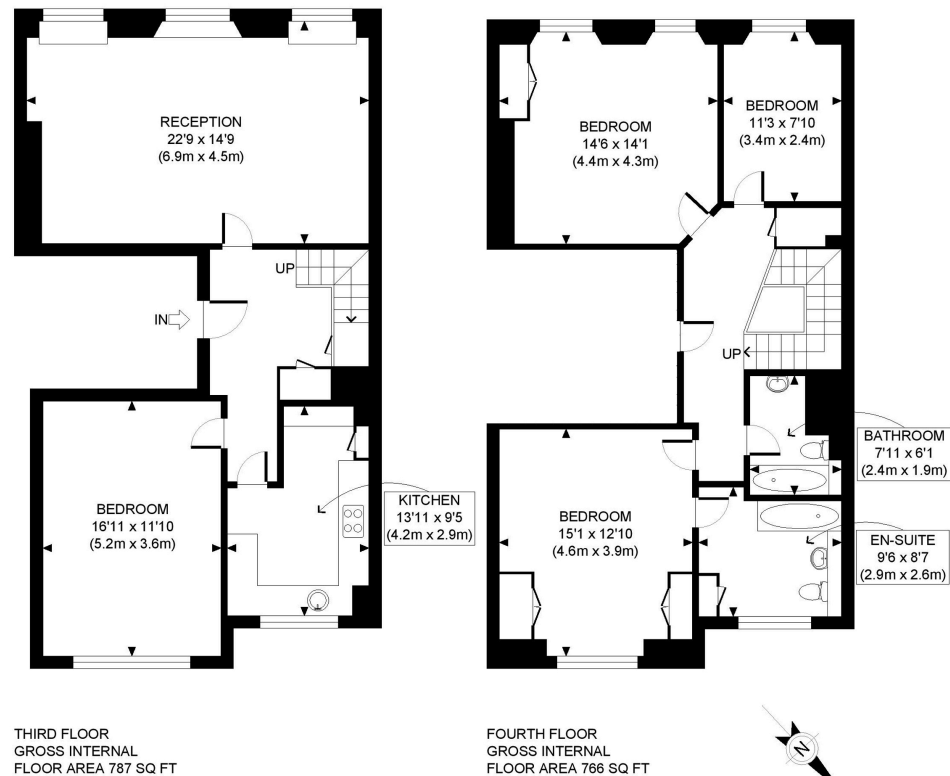 RECEPTION
22'9 x 14'9
(6.9m x 4.5m)
UP
IN
BEDROOM
16'11 x 11'10
(5.2m x 3.6m)
KITCHEN
13'11 x 9'5
(4.2m x 2.9m)
THIRD FLOOR
GROSS INTERNAL
FLOOR AREA 787 SQ FT
BEDROOM
14'6 x 14'1
(4.4m x 4.3m)
BEDROOM
11'3 x 7'10
(3.4m x 2.4m)
UP
BATHROOM
7'11 x 6'1
(2.4m x 1.9m)
BEDROOM
15'1 x 12'10
(4.6m x 3.9m)
EN-SUITE
9'6 x 8'7
(2.9m x 2.6m)
FOURTH FLOOR
GROSS INTERNAL
FLOOR AREA 766 SQ FT
N